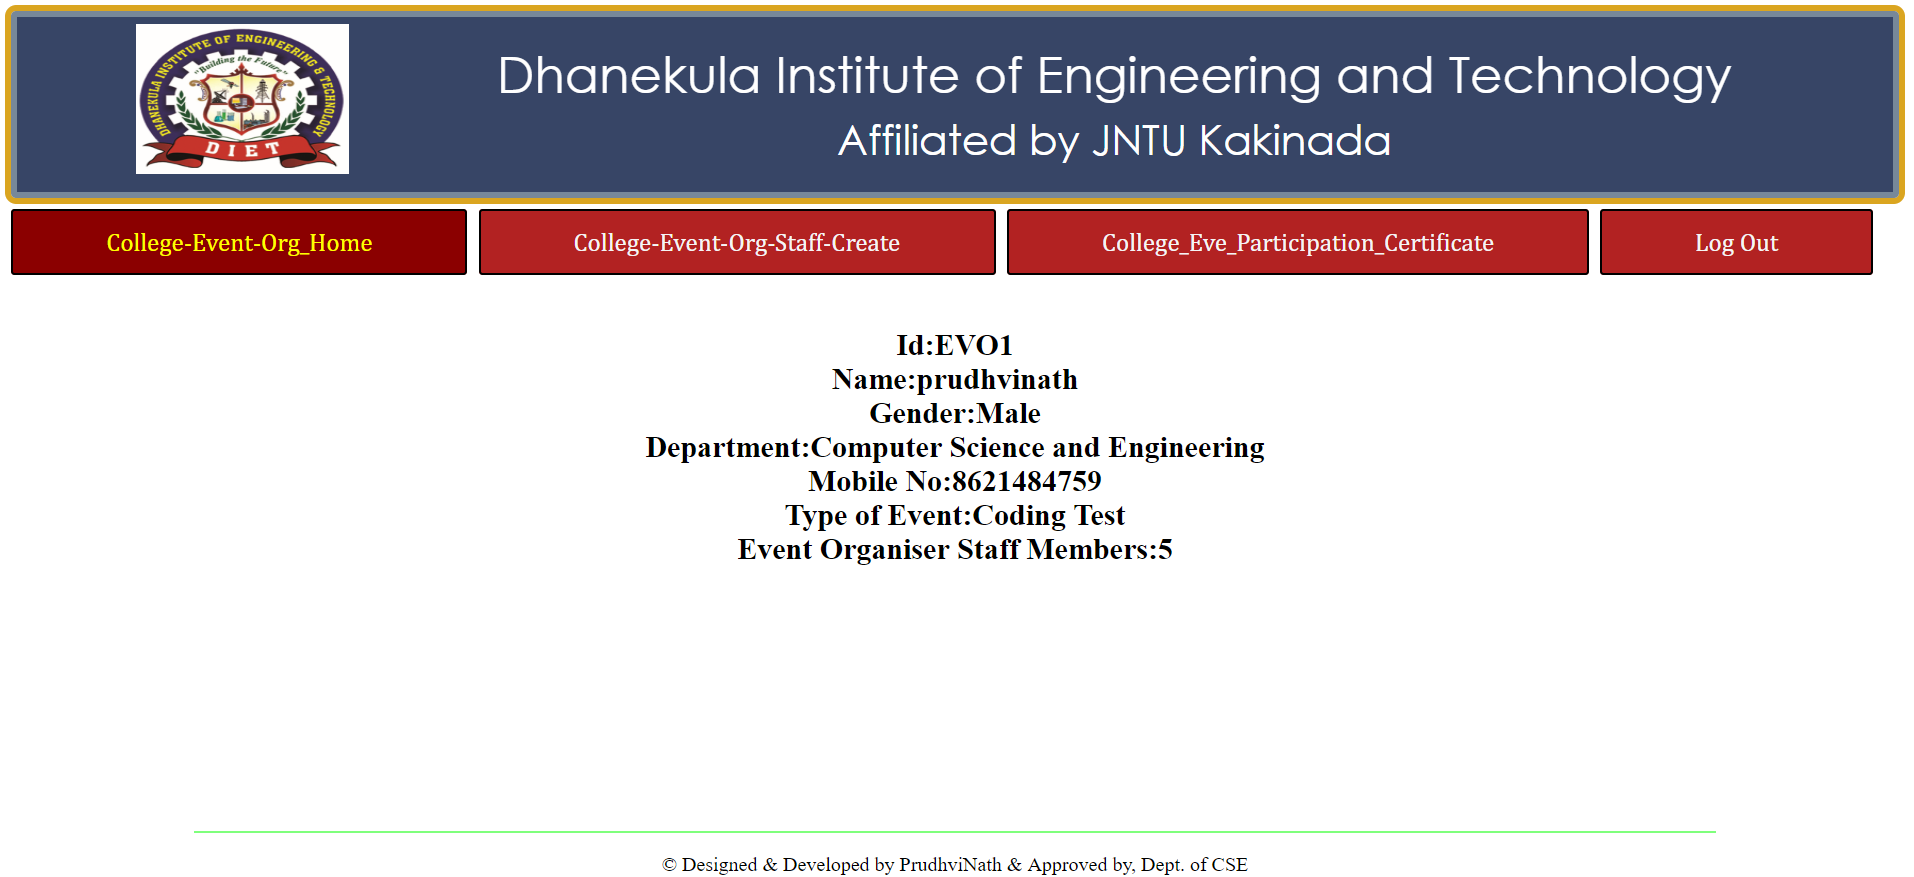 DHANEKULA INSTITUTE OF ENGINEERING & TECHNOLOGY
"Building the Future"
DIET
Dhanekula Institute of Engineering and Technology
Affiliated by JNTU Kakinada
College-Event-Org_Home College-Event-Org-Staff-Create College_Eve_Participation_Certificate Log Out
Id:EVO1
Name:prudhvinath
Gender:Male
Department:Computer Science and Engineering
Mobile No:8621484759
Type of Event:Coding Test
Event Organiser Staff Members:5
© Designed & Developed by PrudhviNath & Approved by, Dept. of CSE